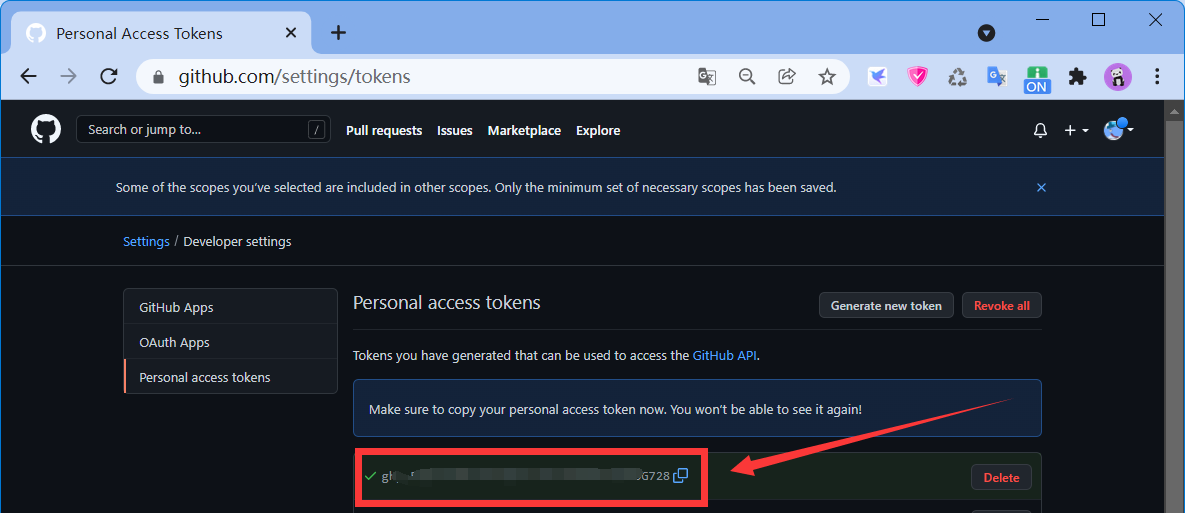 Personal Access Tokens
github.com/settings/tokens
ON
Search or jump to... /
Pull requests Issues Marketplace Explore
Some of the scopes you've selected are included in other scopes. Only the minimum set of necessary scopes has been saved.
Settings / Developer settings
GitHub Apps
OAuth Apps
Personal access tokens
Personal access tokens
Generate new token
Revoke all
Tokens you have generated that can be used to access the GitHub API.
Make sure to copy your personal access token now. You won't be able to see it again!
G728
Delete